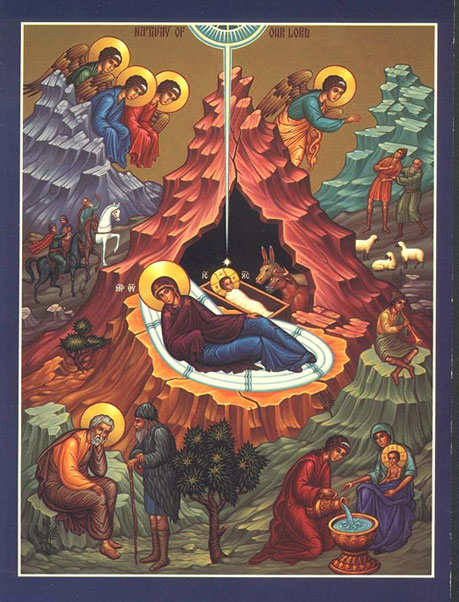 NATIVITY OF OUR LORD
ΜΡ ΘΥ
IC XC